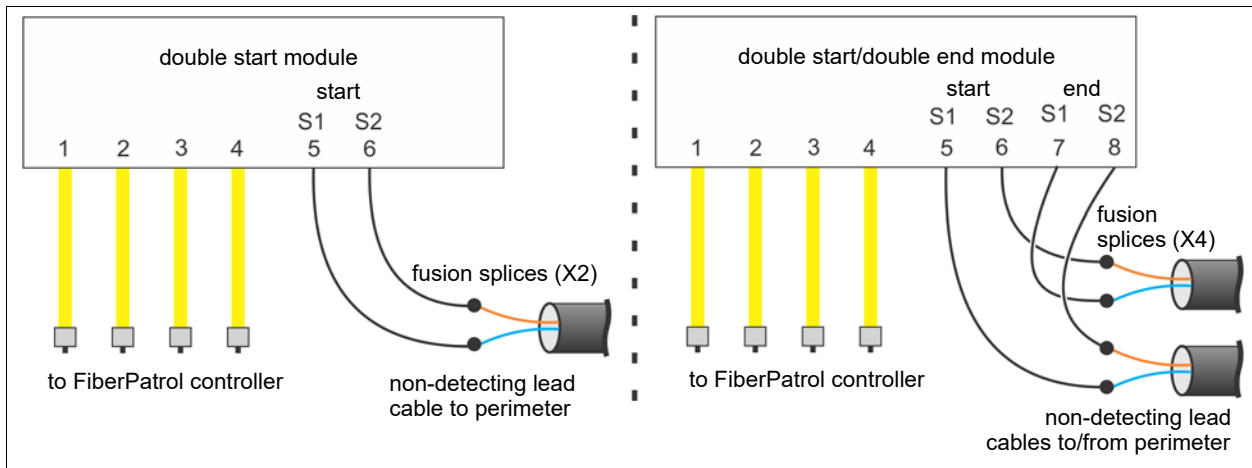 double start module
start
S1 S2
1 2 3 4 5 6
fusion splices (X2)
to FiberPatrol controller
non-detecting lead
cable to perimeter
double start/double end module
start end
S1 S2 S1 S2
1 2 3 4 5 6 7 8
fusion
splices (X4)
to FiberPatrol controller
non-detecting lead
cables to/from perimeter